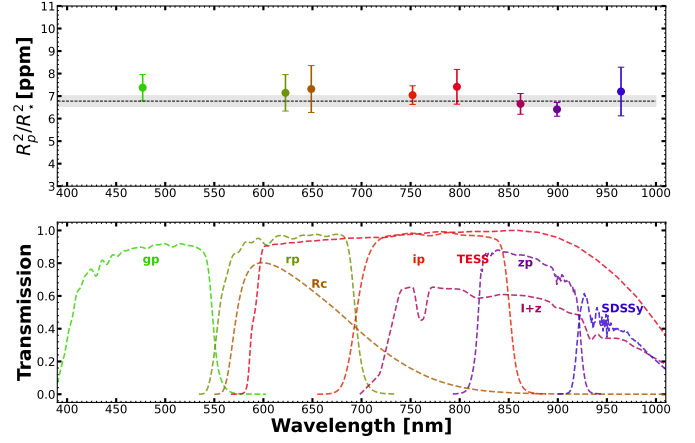 11
10
9
8
7
6
5
4
3
R_p^2/R_⋆^2 [ppm]
400 450 500 550 600 650 700 750 800 850 900 950 1000
1.0
0.8
0.6
0.4
0.2
0.0
Transmission
gp rp ip TESS zp
Rc
I+z SDSSy
400 450 500 550 600 650 700 750 800 850 900 950 1000
Wavelength [nm]